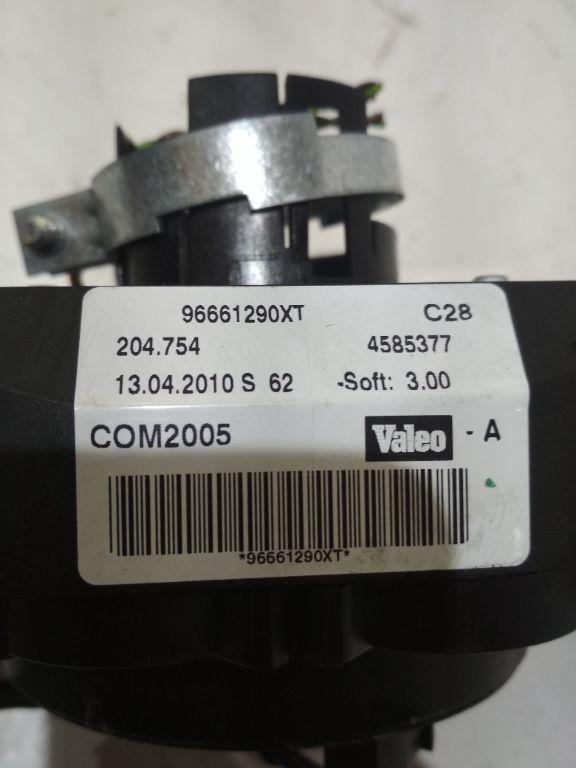 96661290XT C28
204.754 4585377
13.04.2010 S 62 -Soft: 3.00
COM2005 Valeo - A
*96661290XT*